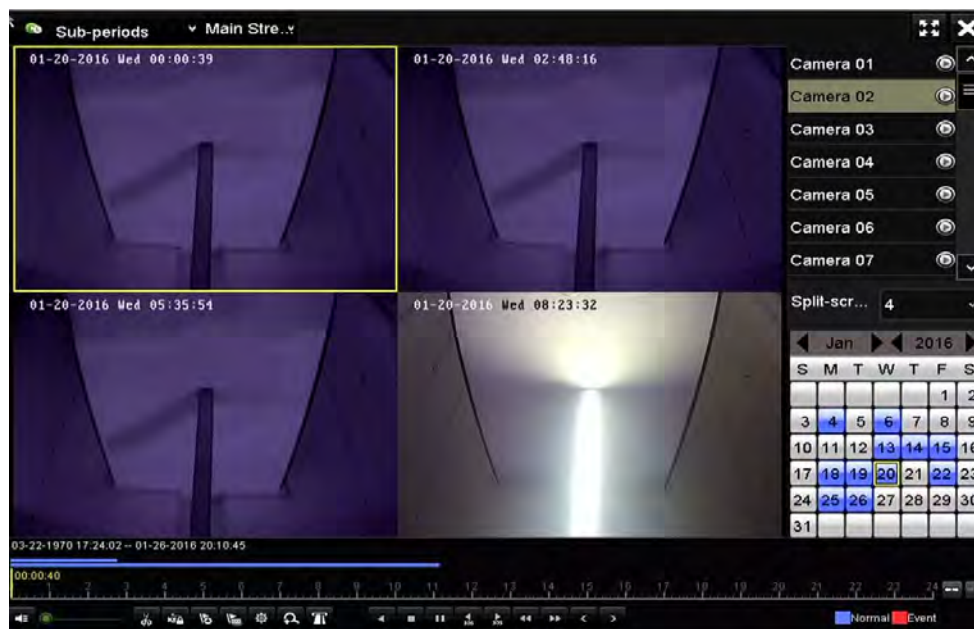 Sub-periods Main Stre..
01-20-2016 Wed 00:00:39
01-20-2016 Wed 02:48:16
01-20-2016 Wed 05:35:54
01-20-2016 Wed 08:23:32
Camera 01
Camera 02
Camera 03
Camera 04
Camera 05
Camera 06
Camera 07
Split-scr... 4
Jan 2016
S M T W T F S
1 2
3 4 5 6 7 8 9
10 11 12 13 14 15 16
17 18 19 20 21 22 23
24 25 26 27 28 29 30
31
03-22-1970 17:24:02 -- 01-26-2016 20:10:45
00:00:40
1 2 3 4 5 6 7 8 9 10 11 12 13 14 15 16 17 18 19 20 21 22 23 24
Normal Event